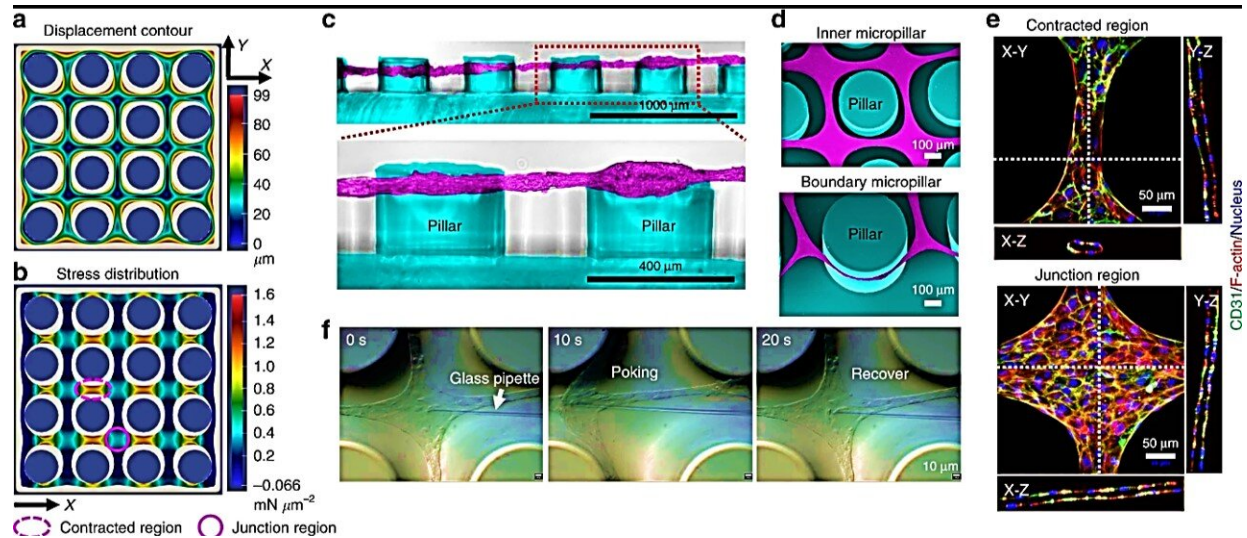 a
Displacement contour
Y
X
99
80
60
40
20
0
μm
b
Stress distribution
1.6
1.4
1.2
1.0
0.8
0.6
0.4
0.2
−0.066
mN μm⁻²
X
Contracted region
Junction region
c
1000 μm
Pillar
Pillar
400 μm
d
Inner micropillar
Pillar
100 μm
Boundary micropillar
Pillar
100 μm
e
Contracted region
X-Y
Y-Z
50 μm
X-Z
Junction region
X-Y
Y-Z
50 μm
X-Z
CD31/F-actin/Nucleus
f
0 s
Glass pipette
10 s
Poking
20 s
Recover
10 μm